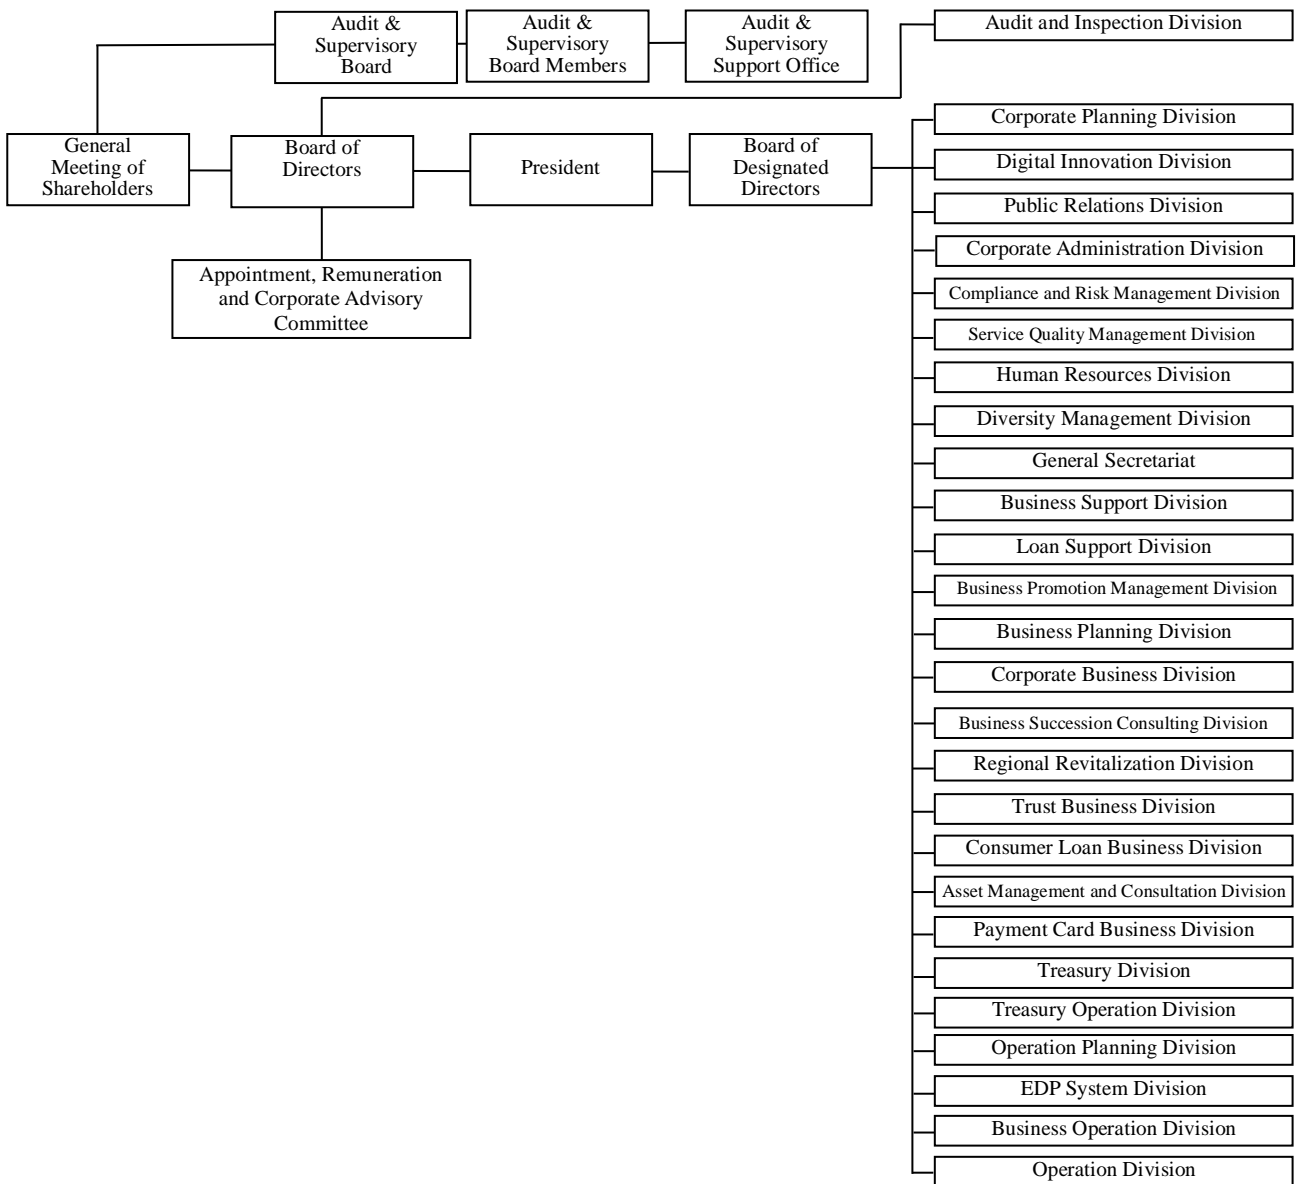 Audit &
Supervisory
Board
Audit &
Supervisory
Board Members
Audit &
Supervisory
Support Office
Audit and Inspection Division
General
Meeting of
Shareholders
Board of
Directors
President
Board of
Designated
Directors
Appointment, Remuneration
and Corporate Advisory
Committee
Corporate Planning Division
Digital Innovation Division
Public Relations Division
Corporate Administration Division
Compliance and Risk Management Division
Service Quality Management Division
Human Resources Division
Diversity Management Division
General Secretariat
Business Support Division
Loan Support Division
Business Promotion Management Division
Business Planning Division
Corporate Business Division
Business Succession Consulting Division
Regional Revitalization Division
Trust Business Division
Consumer Loan Business Division
Asset Management and Consultation Division
Payment Card Business Division
Treasury Division
Treasury Operation Division
Operation Planning Division
EDP System Division
Business Operation Division
Operation Division